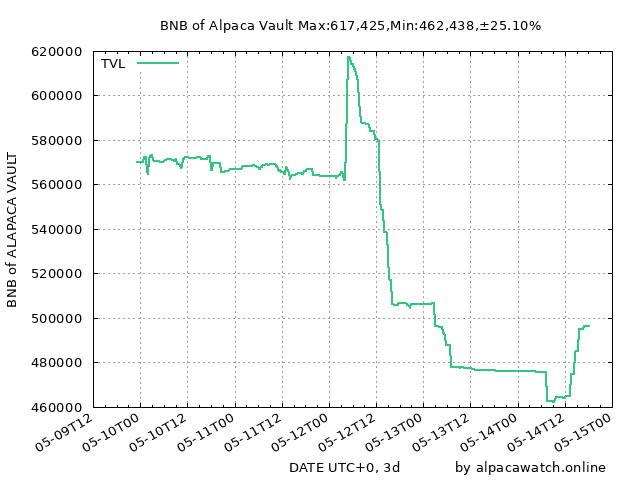 BNB of Alpaca Vault Max:617,425,Min:462,438,±25.10%
TVL
BNB of ALAPACA VAULT
620000
600000
580000
560000
540000
520000
500000
480000
460000
05-09T12
05-10T00
05-10T12
05-11T00
05-11T12
05-12T00
05-12T12
05-13T00
05-13T12
05-14T00
05-14T12
05-15T00
DATE UTC+0, 3d
by alpacawatch.online